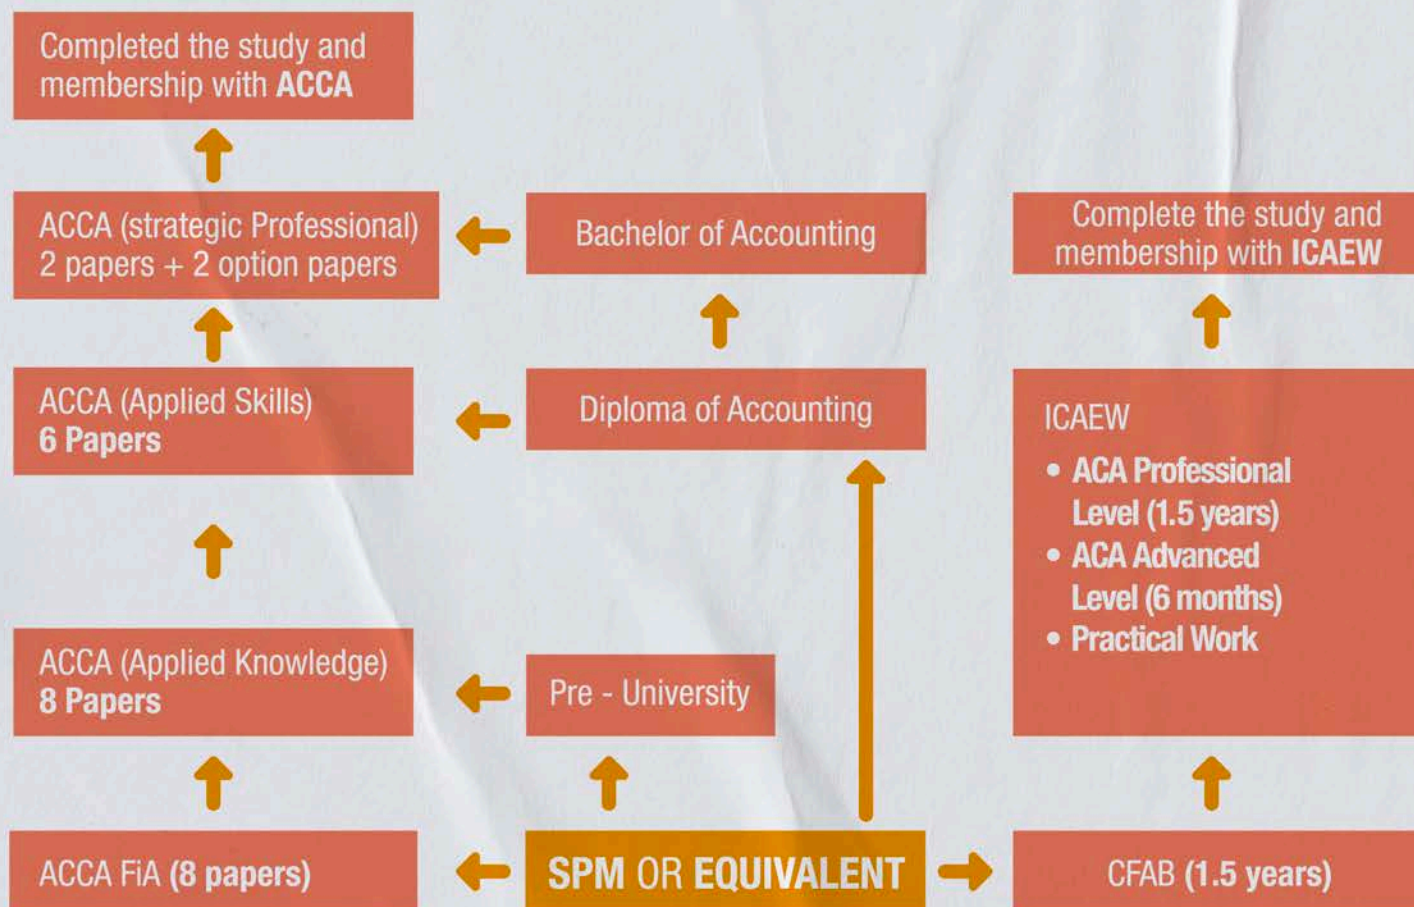 Completed the study and
membership with ACCA
ACCA (strategic Professional)
2 papers + 2 option papers
Bachelor of Accounting
Complete the study and
membership with ICAEW
ACCA (Applied Skills)
6 Papers
Diploma of Accounting
ICAEW
• ACA Professional
Level (1.5 years)
• ACA Advanced
Level (6 months)
• Practical Work
ACCA (Applied Knowledge)
8 Papers
Pre - University
ACCA FiA (8 papers)
SPM OR EQUIVALENT
CFAB (1.5 years)